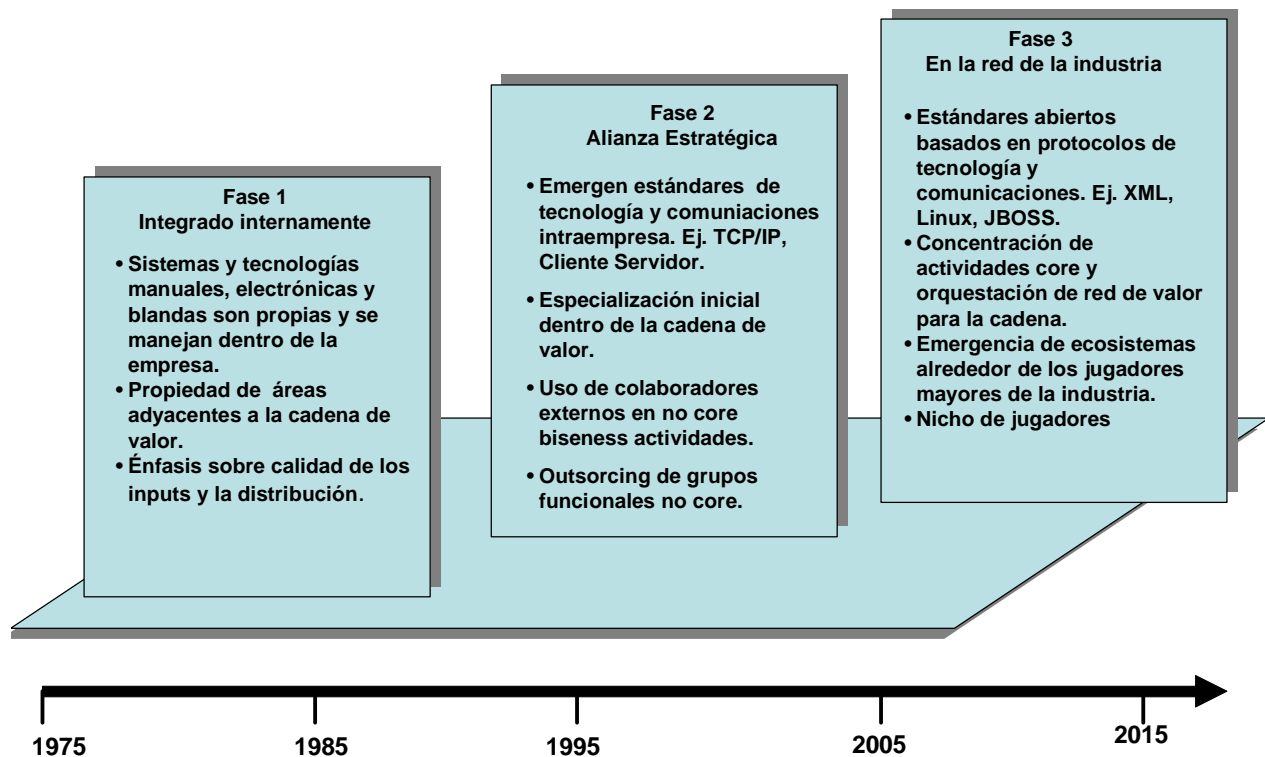 Fase 1
Integrado internamente
• Sistemas y tecnologías
manuales, electrónicas y
blandas son propias y se
manejan dentro de la
empresa.
• Propiedad de áreas
adyacentes a la cadena de
valor.
• Énfasis sobre calidad de los
inputs y la distribución.
Fase 2
Alianza Estratégica
• Emergen estándares de
tecnología y comuniaciones
intraempresa. Ej. TCP/IP,
Cliente Servidor.
• Especialización inicial
dentro de la cadena de
valor.
• Uso de colaboradores
externos en no core
biseness actividades.
• Outsorcing de grupos
funcionales no core.
Fase 3
En la red de la industria
• Estándares abiertos
basados en protocolos de
tecnología y
comunicaciones. Ej. XML,
Linux, JBOSS.
• Concentración de
actividades core y
orquestación de red de valor
para la cadena.
• Emergencia de ecosistemas
alrededor de los jugadores
mayores de la industria.
• Nicho de jugadores
1975
1985
1995
2005
2015